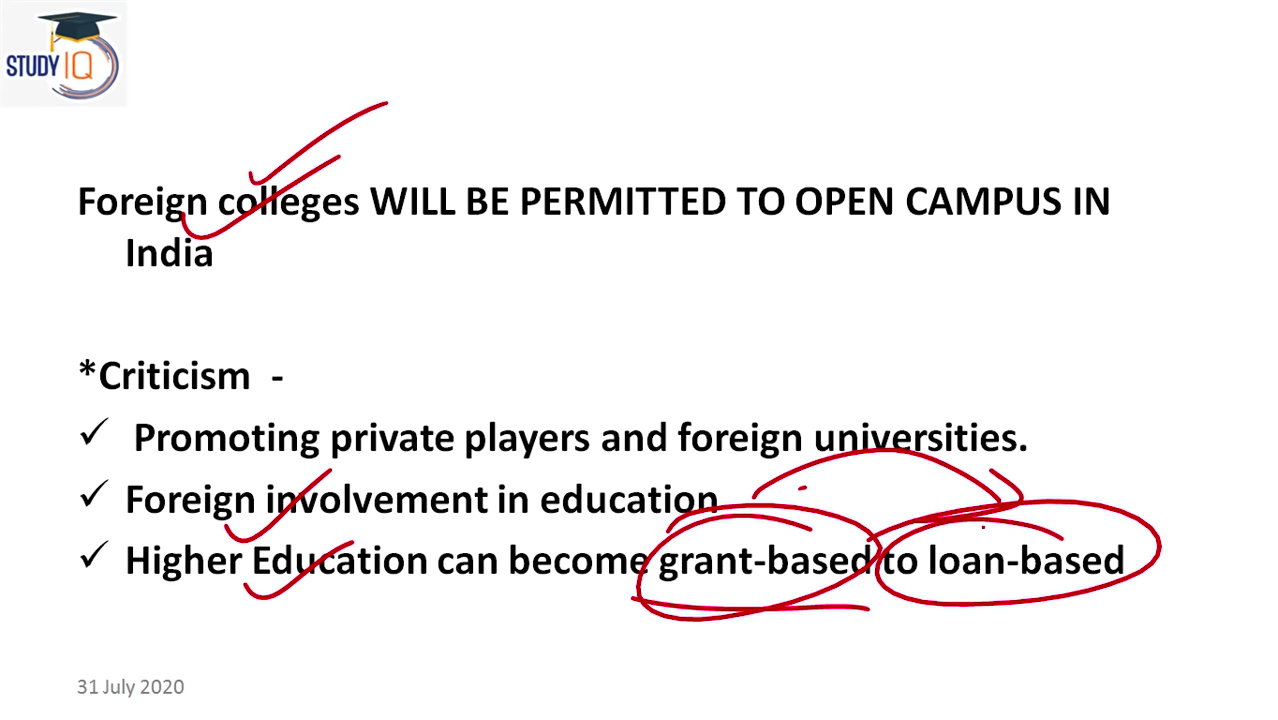 STUDY IQ
Foreign colleges WILL BE PERMITTED TO OPEN CAMPUS IN
India
*Criticism -
✓ Promoting private players and foreign universities.
✓ Foreign involvement in education
✓ Higher Education can become grant-based to loan-based
31 July 2020